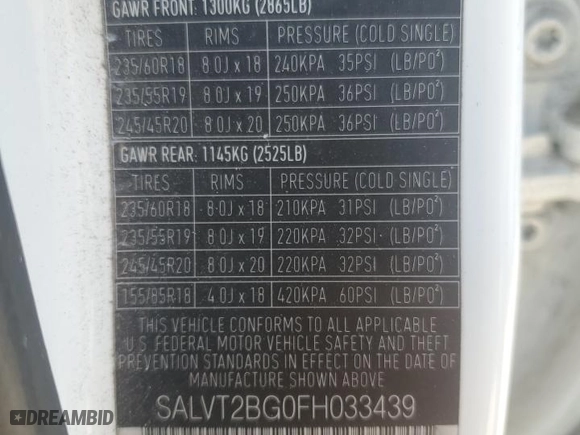 GAWR FRONT: 1300KG (2865LB)
TIRES RIMS PRESSURE (COLD SINGLE)
235/60R18 8.0J x 18 240KPA 35PSI (LB/PO²)
235/55R19 8.0J x 19 250KPA 36PSI (LB/PO²)
245/45R20 8.0J x 20 250KPA 36PSI (LB/PO²)
GAWR REAR: 1145KG (2525LB)
TIRES RIMS PRESSURE (COLD SINGLE)
235/60R18 8.0J x 18 210KPA 31PSI (LB/PO²)
235/55R19 8.0J x 19 220KPA 32PSI (LB/PO²)
245/45R20 8.0J x 20 220KPA 32PSI (LB/PO²)
155/85R18 4.0J x 18 420KPA 60PSI (LB/PO²)
THIS VEHICLE CONFORMS TO ALL APPLICABLE
U.S. FEDERAL MOTOR VEHICLE SAFETY AND THEFT
PREVENTION STANDARDS IN EFFECT ON THE DATE OF
MANUFACTURE SHOWN ABOVE
SALVT2BG0FH033439
BIDFAX.INFO